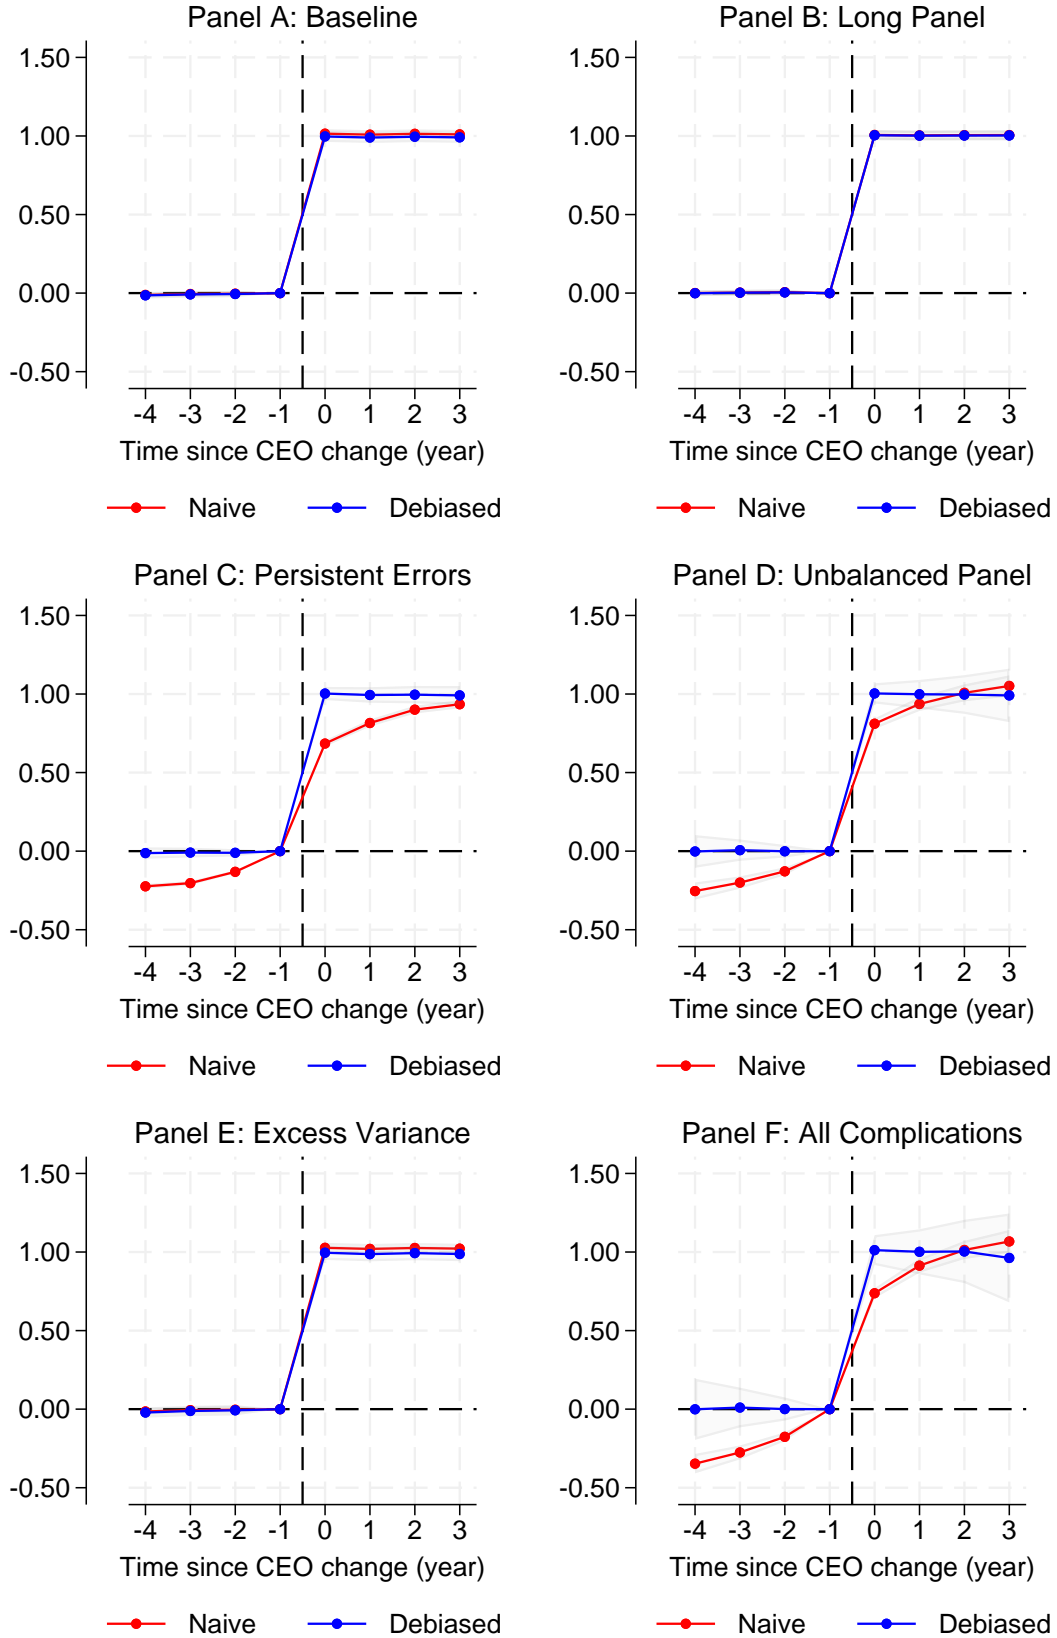 Panel A: Baseline
1.50
1.00
0.50
0.00
-0.50
-4 -3 -2 -1 0 1 2 3
Time since CEO change (year)
Naive Debiased
Panel B: Long Panel
1.50
1.00
0.50
0.00
-0.50
-4 -3 -2 -1 0 1 2 3
Time since CEO change (year)
Naive Debiased
Panel C: Persistent Errors
1.50
1.00
0.50
0.00
-0.50
-4 -3 -2 -1 0 1 2 3
Time since CEO change (year)
Naive Debiased
Panel D: Unbalanced Panel
1.50
1.00
0.50
0.00
-0.50
-4 -3 -2 -1 0 1 2 3
Time since CEO change (year)
Naive Debiased
Panel E: Excess Variance
1.50
1.00
0.50
0.00
-0.50
-4 -3 -2 -1 0 1 2 3
Time since CEO change (year)
Naive Debiased
Panel F: All Complications
1.50
1.00
0.50
0.00
-0.50
-4 -3 -2 -1 0 1 2 3
Time since CEO change (year)
Naive Debiased